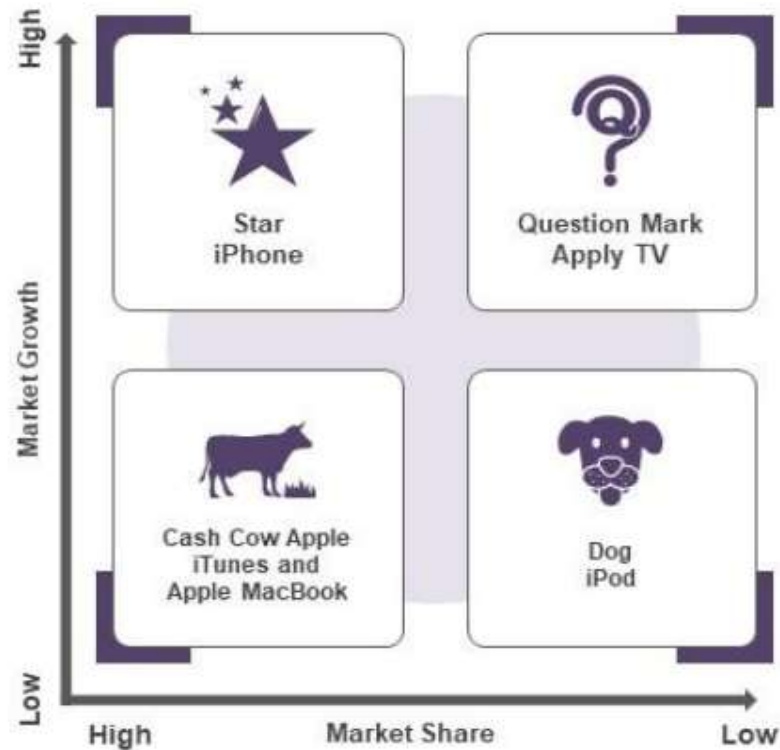 High
Star
iPhone
Question Mark
Apply TV
Market Growth
Cash Cow Apple
iTunes and
Apple MacBook
Dog
iPod
Low
High
Market Share
Low